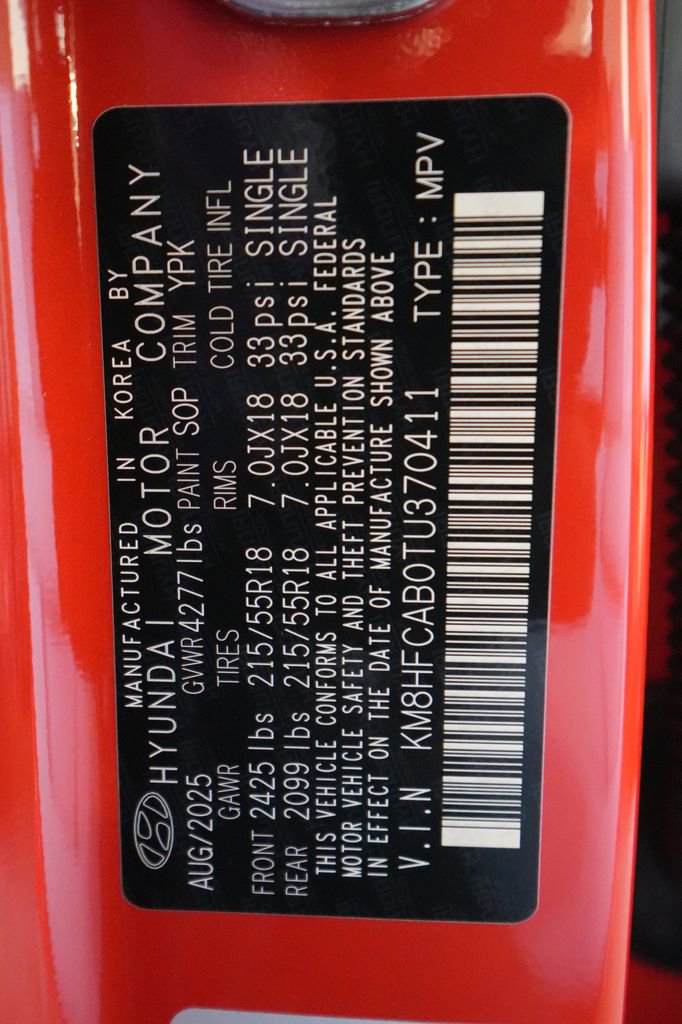 MANUFACTURED IN KOREA BY
HYUNDAI MOTOR COMPANY
AUG/2025 GVWR 4277lbs PAINT SOP TRIM YPK
GAWR TIRES RIMS COLD TIRE INFL
FRONT 2425 lbs 215/55R18 7.0JX18 33psi SINGLE
REAR 2099 lbs 215/55R18 7.0JX18 33psi SINGLE
THIS VEHICLE CONFORMS TO ALL APPLICABLE U.S.A. FEDERAL
MOTOR VEHICLE SAFETY AND THEFT PREVENTION STANDARDS
IN EFFECT ON THE DATE OF MANUFACTURE SHOWN ABOVE
V.I.N KM8HFCAB0TU370411 TYPE : MPV